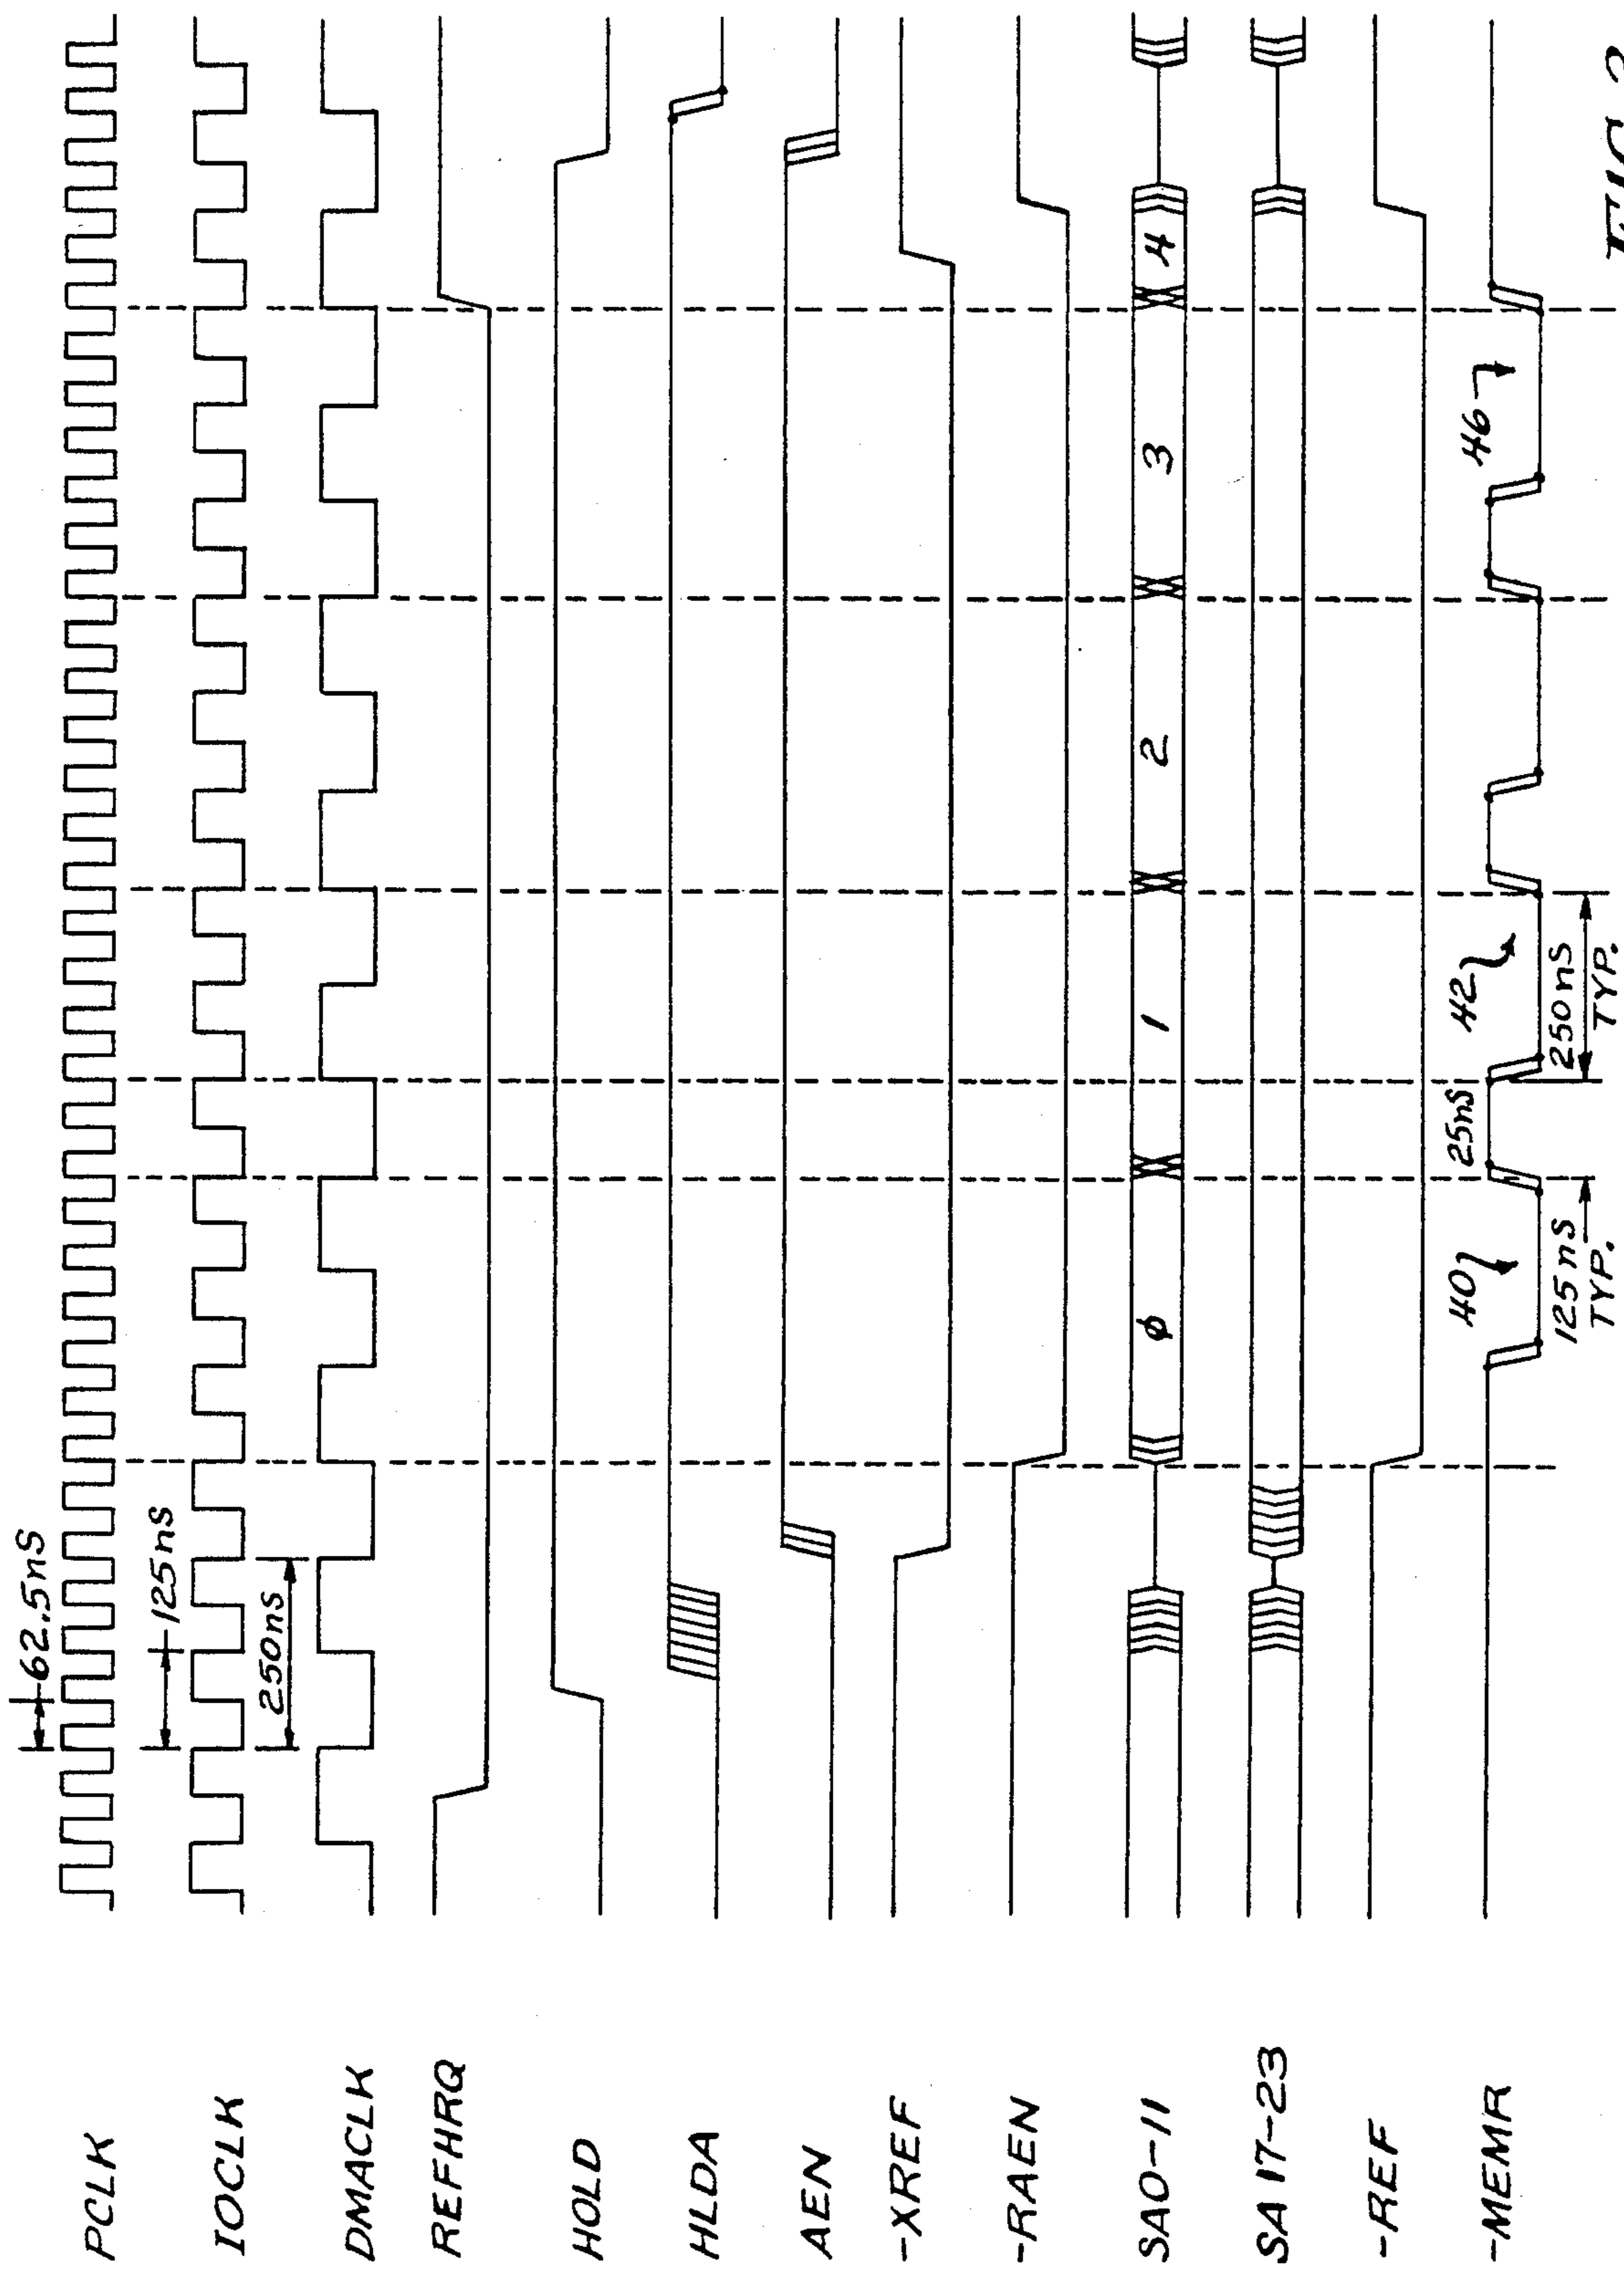 PCLK
62.5nS
IOCLK
125nS
DMACLK
250nS
REFHRQ
HOLD
HLDA
AEN
-XREF
-RAEN
SA0-11
φ 1 2 3 4
SA17-23
-REF
-MEMR
40
25nS
42
46
125nS
TYP.
250nS
TYP.